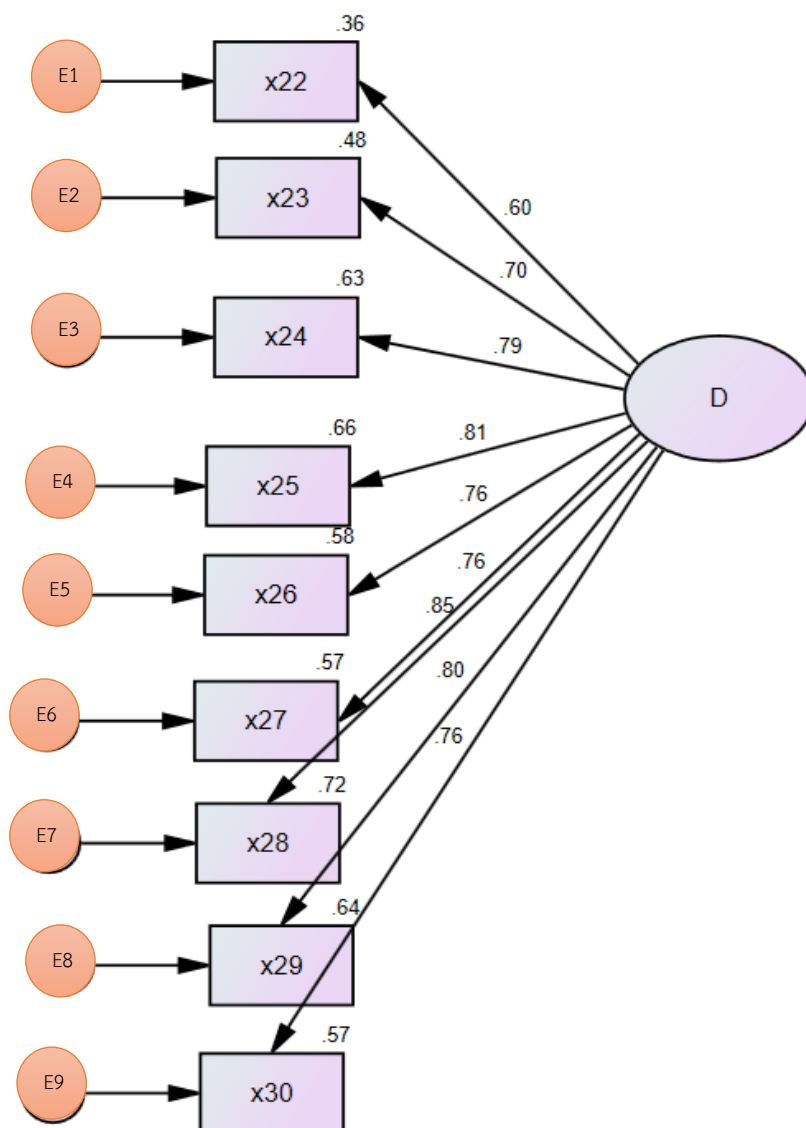 .36
E1
x22
.48
E2
x23
.60
.70
.63
E3
x24
.79
D
.66
.81
E4
x25
.76
.58
E5
x26
.76
.85
.57
.80
E6
x27
.76
.72
E7
x28
.64
E8
x29
.57
E9
x30